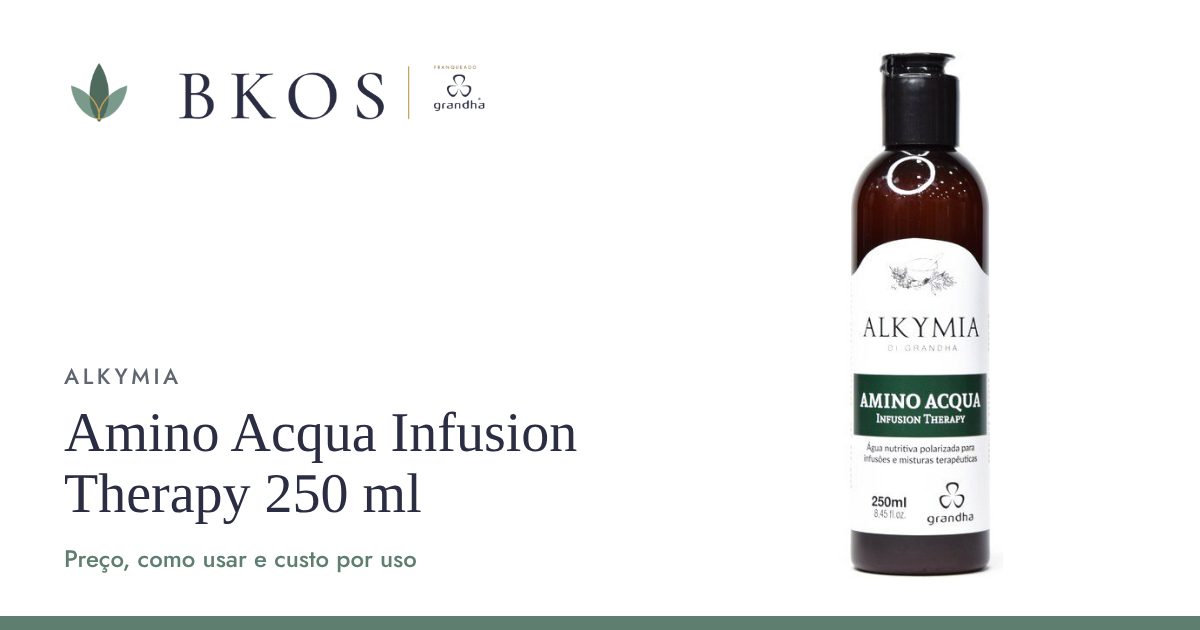 BKOS
FRANQUEADO
grandha
ALKYMIA
Amino Acqua Infusion
Therapy 250 ml
Preço, como usar e custo por uso
ALKYMIA
DI GRANDHA
AMINO ACQUA
INFUSION THERAPY
Água nutritiva polarizada para
infusões e misturas terapêuticas
250ml
8,45 fl.oz.
grandha